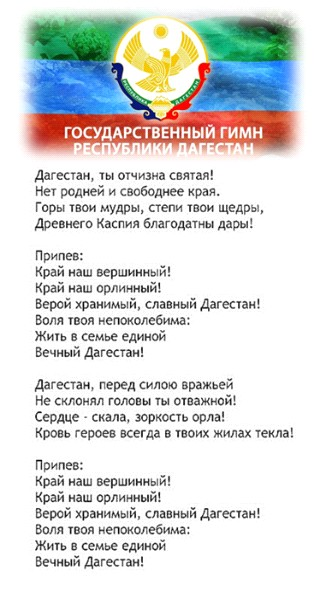 ГОСУДАРСТВЕННЫЙ ГИМН
РЕСПУБЛИКИ ДАГЕСТАН
Дагестан, ты отчизна святая!
Нет родней и свободнее края.
Горы твои мудры, степи твои щедры,
Древнего Каспия благодатны дары!
Припев:
Край наш вершинный!
Край наш орлинный!
Верой хранимый, славный Дагестан!
Воля твоя непоколебима:
Жить в семье единой
Вечный Дагестан!
Дагестан, перед силою вражьей
Не склонял головы ты отважной!
Сердце - скала, зоркость орла!
Кровь героев всегда в твоих жилах текла!
Припев:
Край наш вершинный!
Край наш орлинный!
Верой хранимый, славный Дагестан!
Воля твоя непоколебима:
Жить в семье единой
Вечный Дагестан!